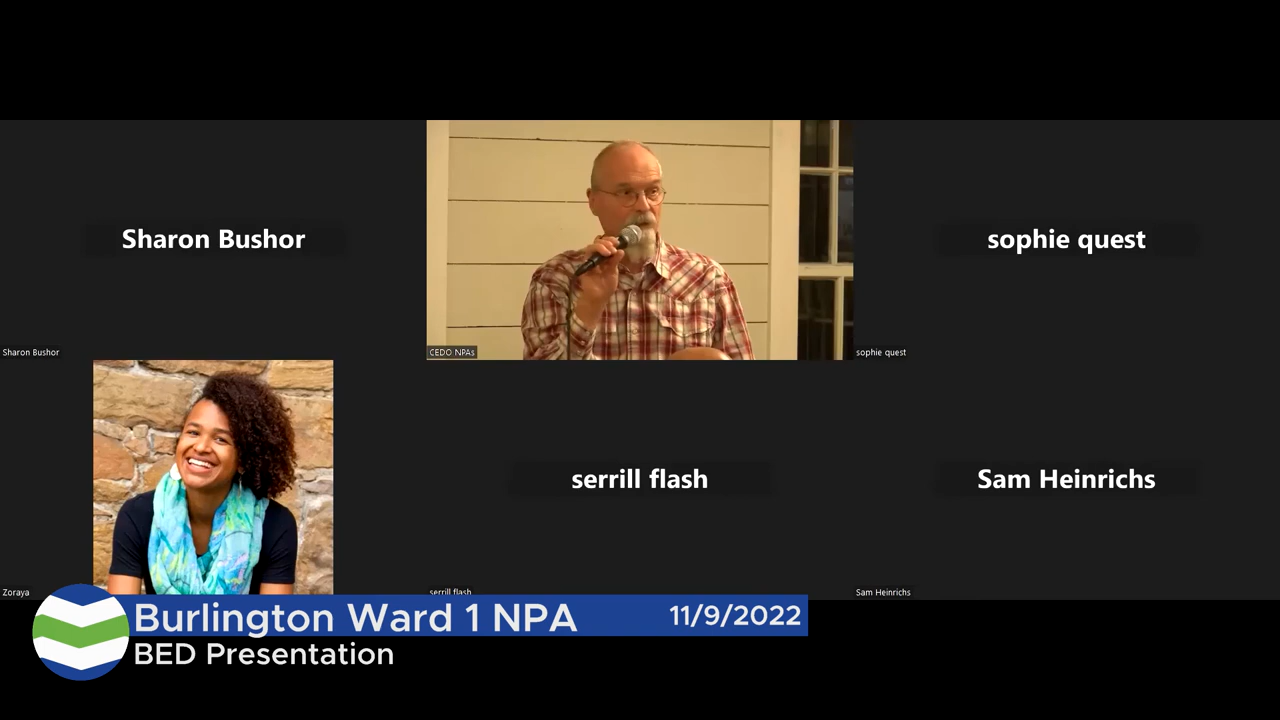 Sharon Bushor
sophie quest
Sharon Bushor
CEDO NPAs
sophie quest
serrill flash
Sam Heinrichs
Zoraya
serrill flash
Sam Heinrichs
Burlington Ward 1 NPA
11/9/2022
BED Presentation